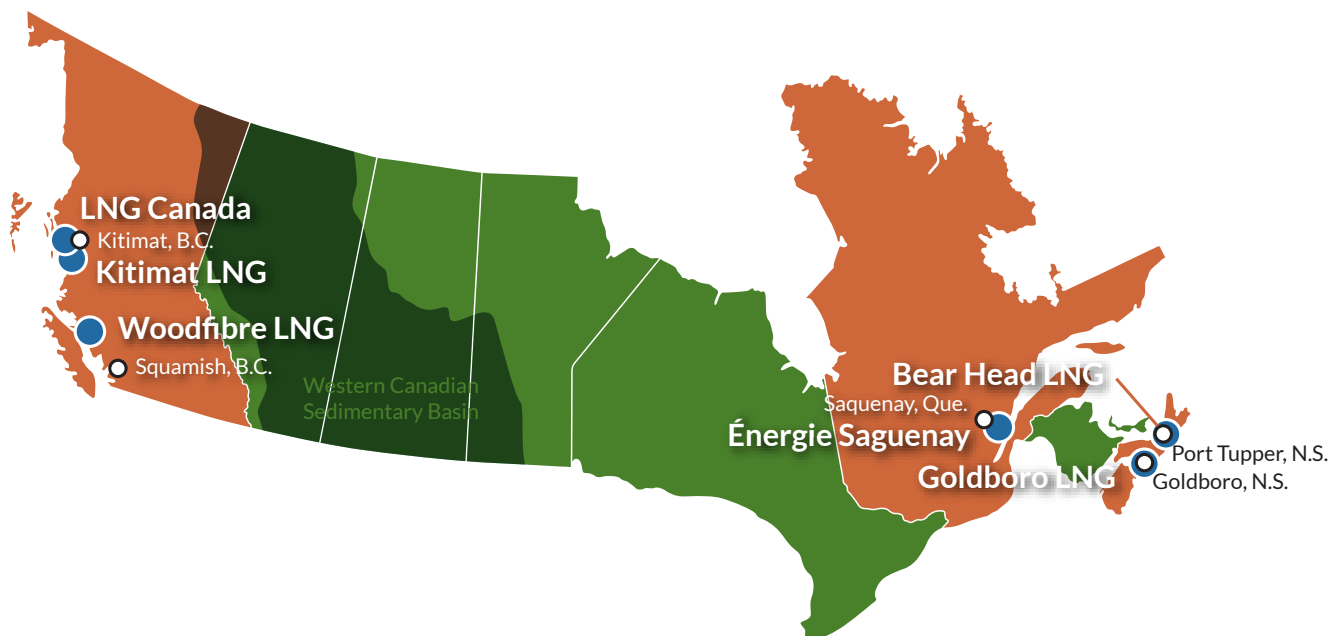 LNG Canada
Kitimat, B.C.
Kitimat LNG
Woodfibre LNG
Squamish, B.C.
Western Canadian
Sedimentary Basin
Bear Head LNG
Saquenay, Que.
Énergie Saguenay
Goldboro LNG
Port Tupper, N.S.
Goldboro, N.S.